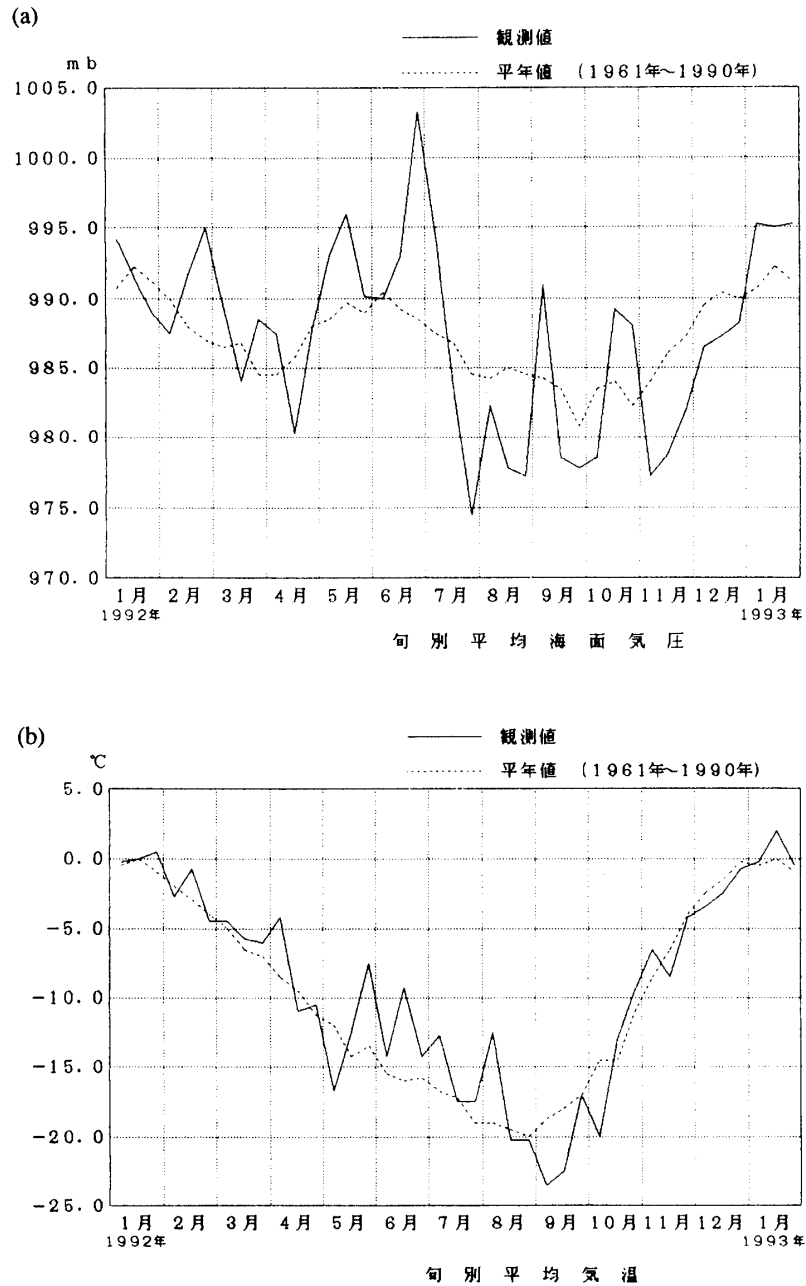 (a)
観測値
mb
平年値 (1961年~1990年)
1005.0
1000.0
995.0
990.0
985.0
980.0
975.0
970.0
1月 2月 3月 4月 5月 6月 7月 8月 9月 10月 11月 12月 1月
1992年 1993年
旬別平均海面気圧
(b)
観測値
℃
平年値 (1961年~1990年)
5.0
0.0
-5.0
-10.0
-15.0
-20.0
-25.0
1月 2月 3月 4月 5月 6月 7月 8月 9月 10月 11月 12月 1月
1992年 1993年
旬別平均気温